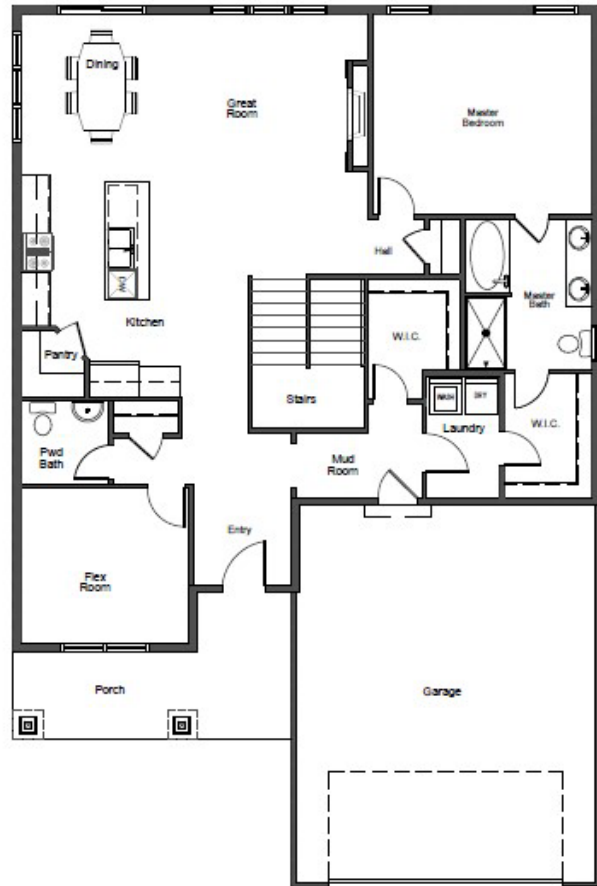 Dining
Great
Room
Master
Bedroom
Hall
Master
Bath
DW
Kitchen
W.I.C.
Pantry
Stairs
WASH
DRY
Laundry
W.I.C.
Pwd
Bath
Mud
Room
Entry
Flex
Room
Porch
Garage